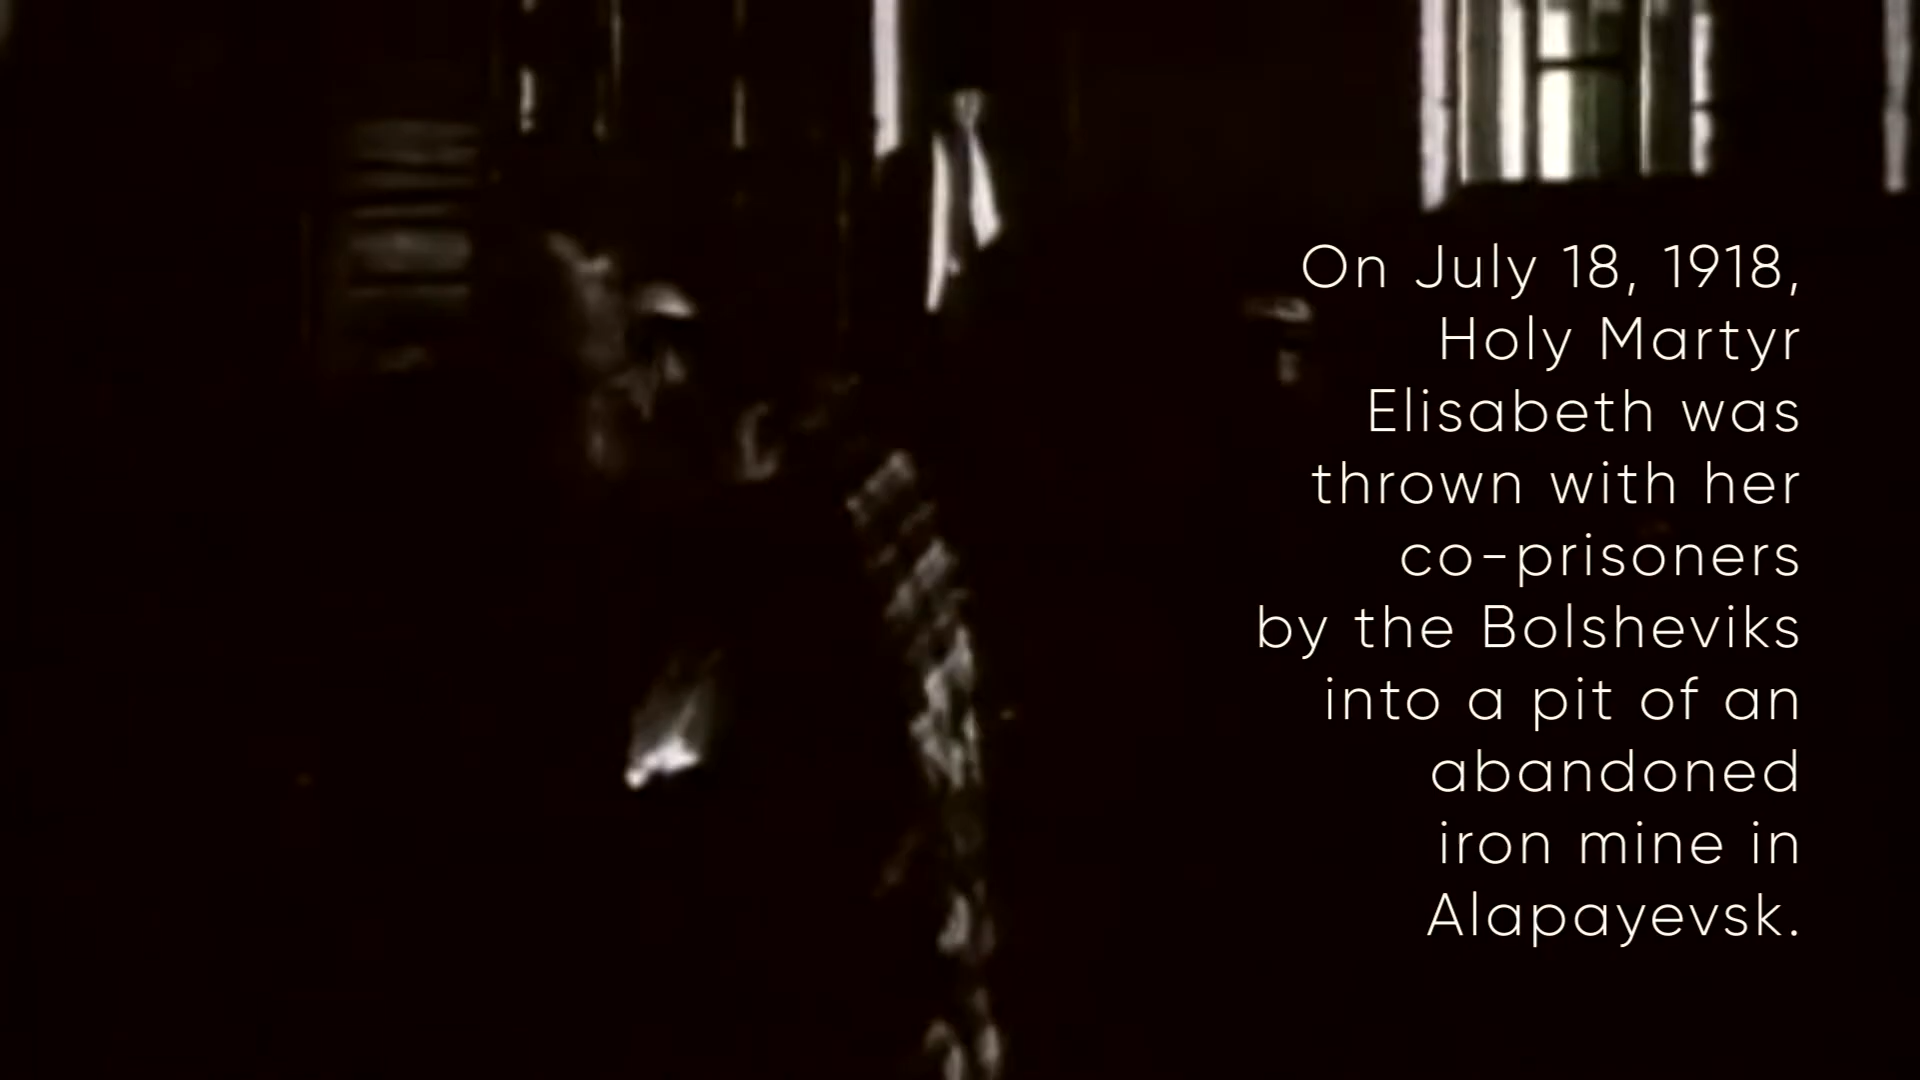 On July 18, 1918,
Holy Martyr
Elisabeth was
thrown with her
co-prisoners
by the Bolsheviks
into a pit of an
abandoned
iron mine in
Alapayevsk.